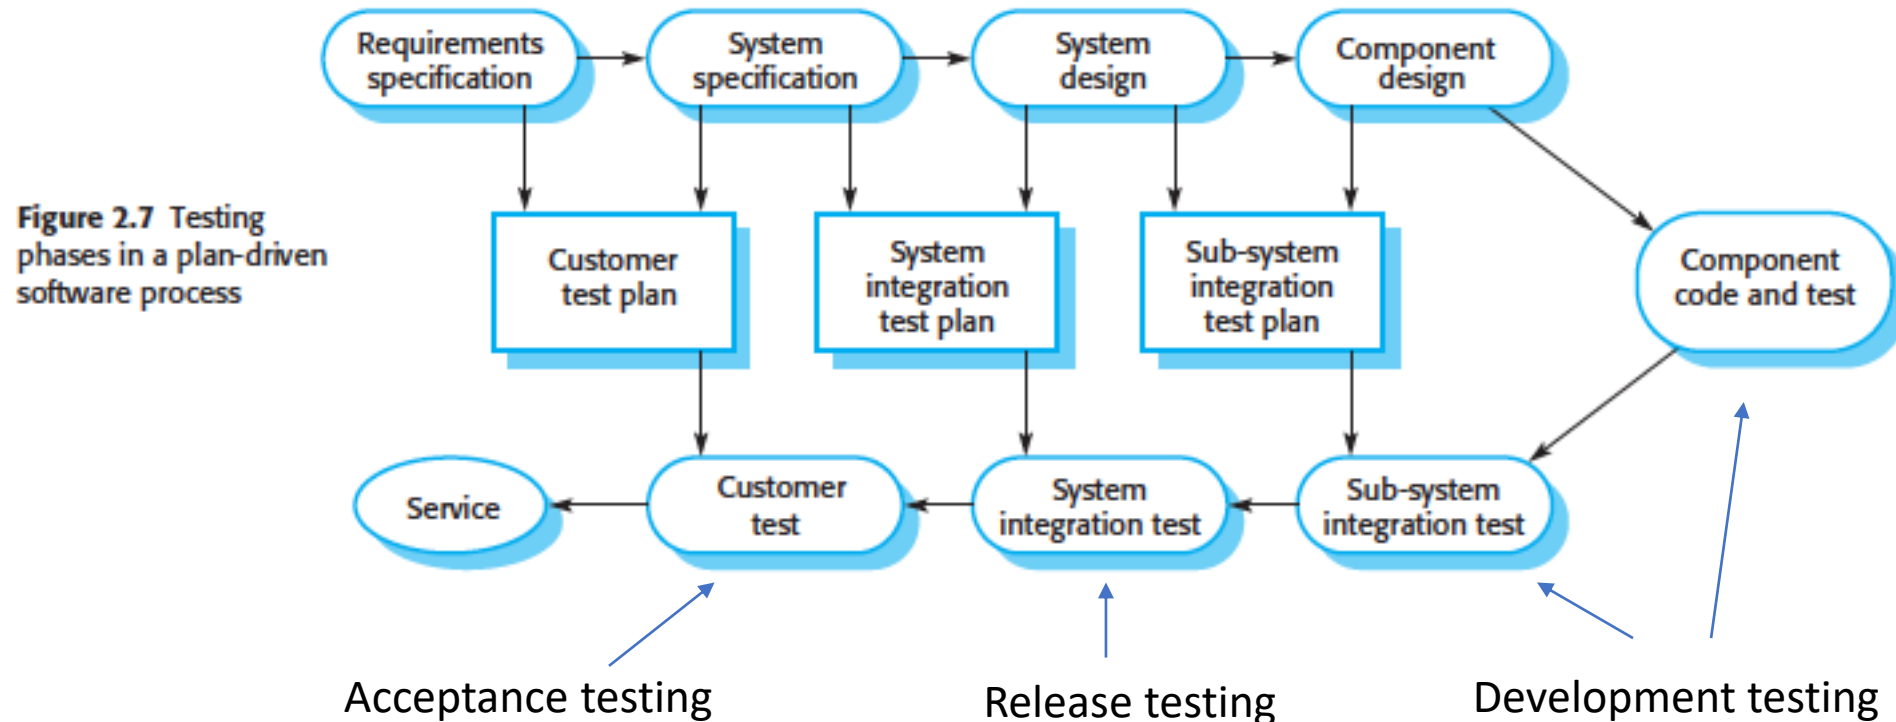 Requirements
specification
System
specification
System
design
Component
design
Figure 2.7 Testing
phases in a plan-driven
software process
Customer
test plan
System
integration
test plan
Sub-system
integration
test plan
Component
code and test
Service
Customer
test
System
integration test
Sub-system
integration test
Acceptance testing
Release testing
Development testing